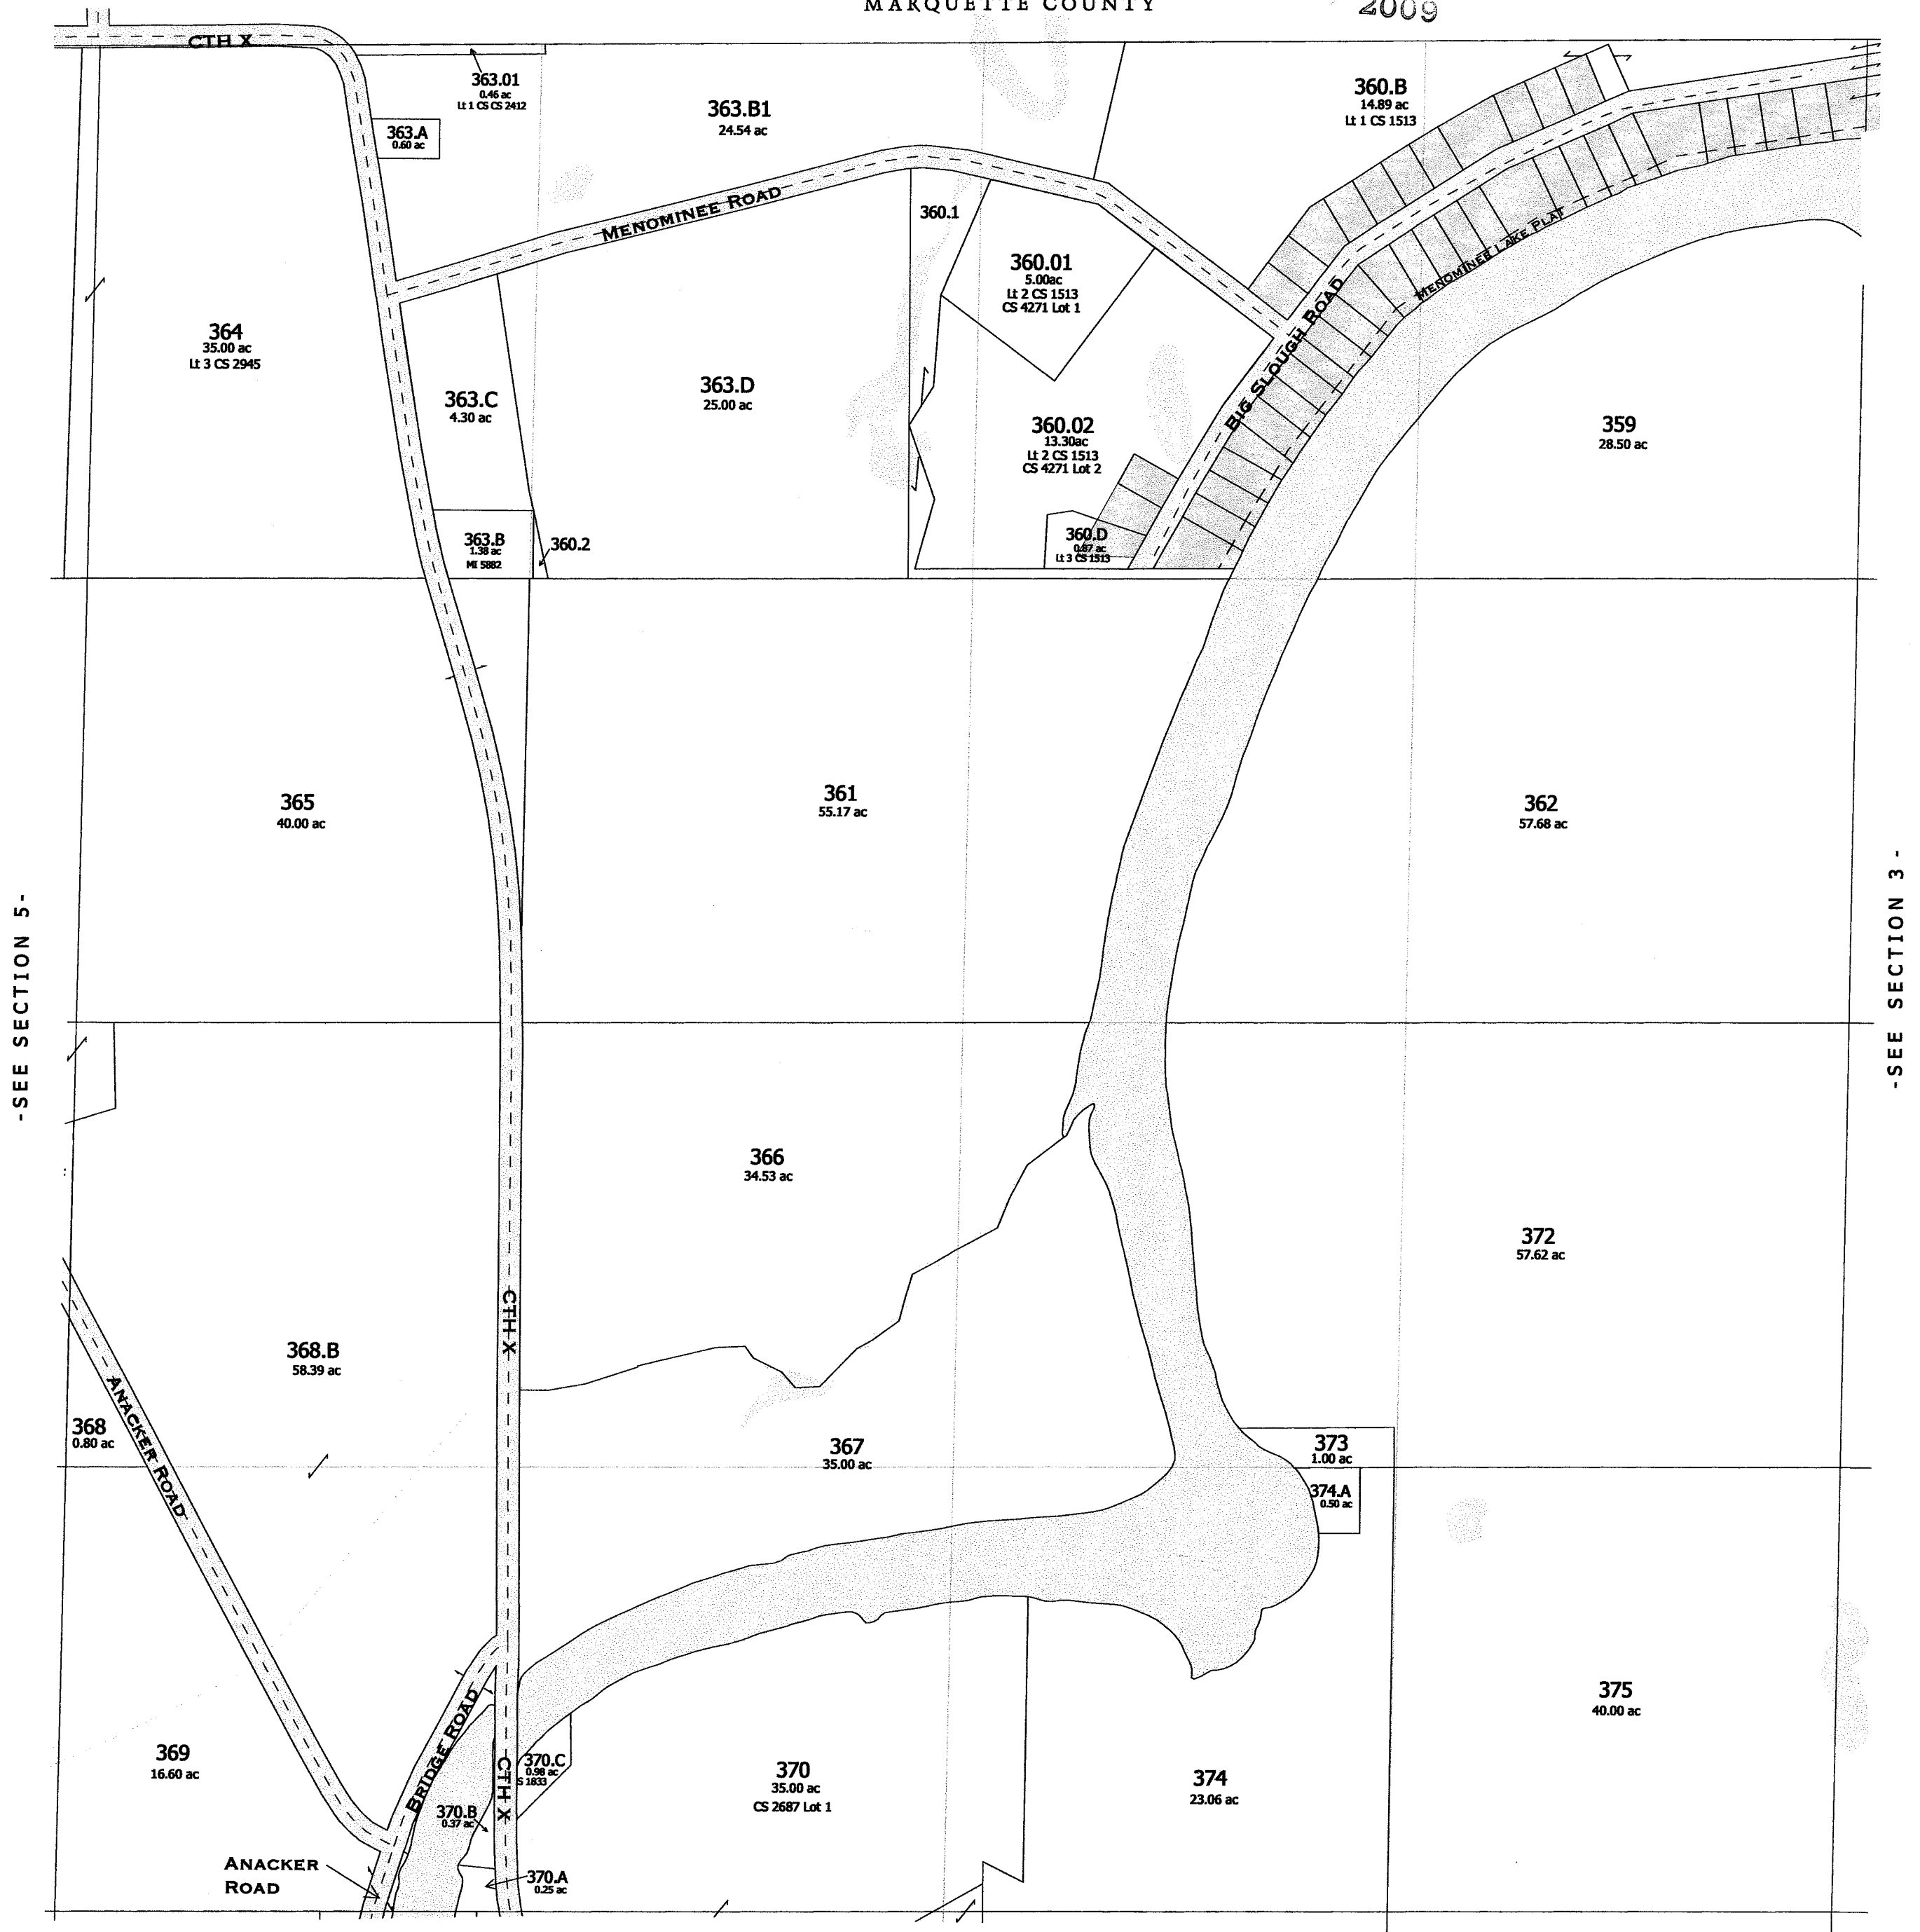 MARQUETTE COUNTY
2009
CTH X
363.01
0.46 ac
Lt 1 CS CS 2412
363.A
0.60 ac
363.B1
24.54 ac
360.B
14.89 ac
Lt 1 CS 1513
MENOMINEE ROAD
360.1
MENOMINEE LAKE PLAT
360.01
5.00ac
Lt 2 CS 1513
CS 4271 Lot 1
364
35.00 ac
Lt 3 CS 2945
BIG SLOUGH ROAD
363.C
4.30 ac
363.D
25.00 ac
360.02
13.30ac
Lt 2 CS 1513
CS 4271 Lot 2
359
28.50 ac
363.B
1.38 ac
MI 5882
360.2
360.D
0.87 ac
Lt 3 CS 1513
365
40.00 ac
361
55.17 ac
362
57.68 ac
-SEE SECTION 5-
-SEE SECTION 3-
366
34.53 ac
372
57.62 ac
CTH X
368.B
58.39 ac
ANACKER ROAD
368
0.80 ac
367
35.00 ac
373
1.00 ac
374.A
0.50 ac
375
40.00 ac
BRIDGE ROAD
369
16.60 ac
370.C
0.98 ac
S 1833
CTH X
370
35.00 ac
CS 2687 Lot 1
374
23.06 ac
370.B
0.37 ac
ANACKER
ROAD
370.A
0.25 ac